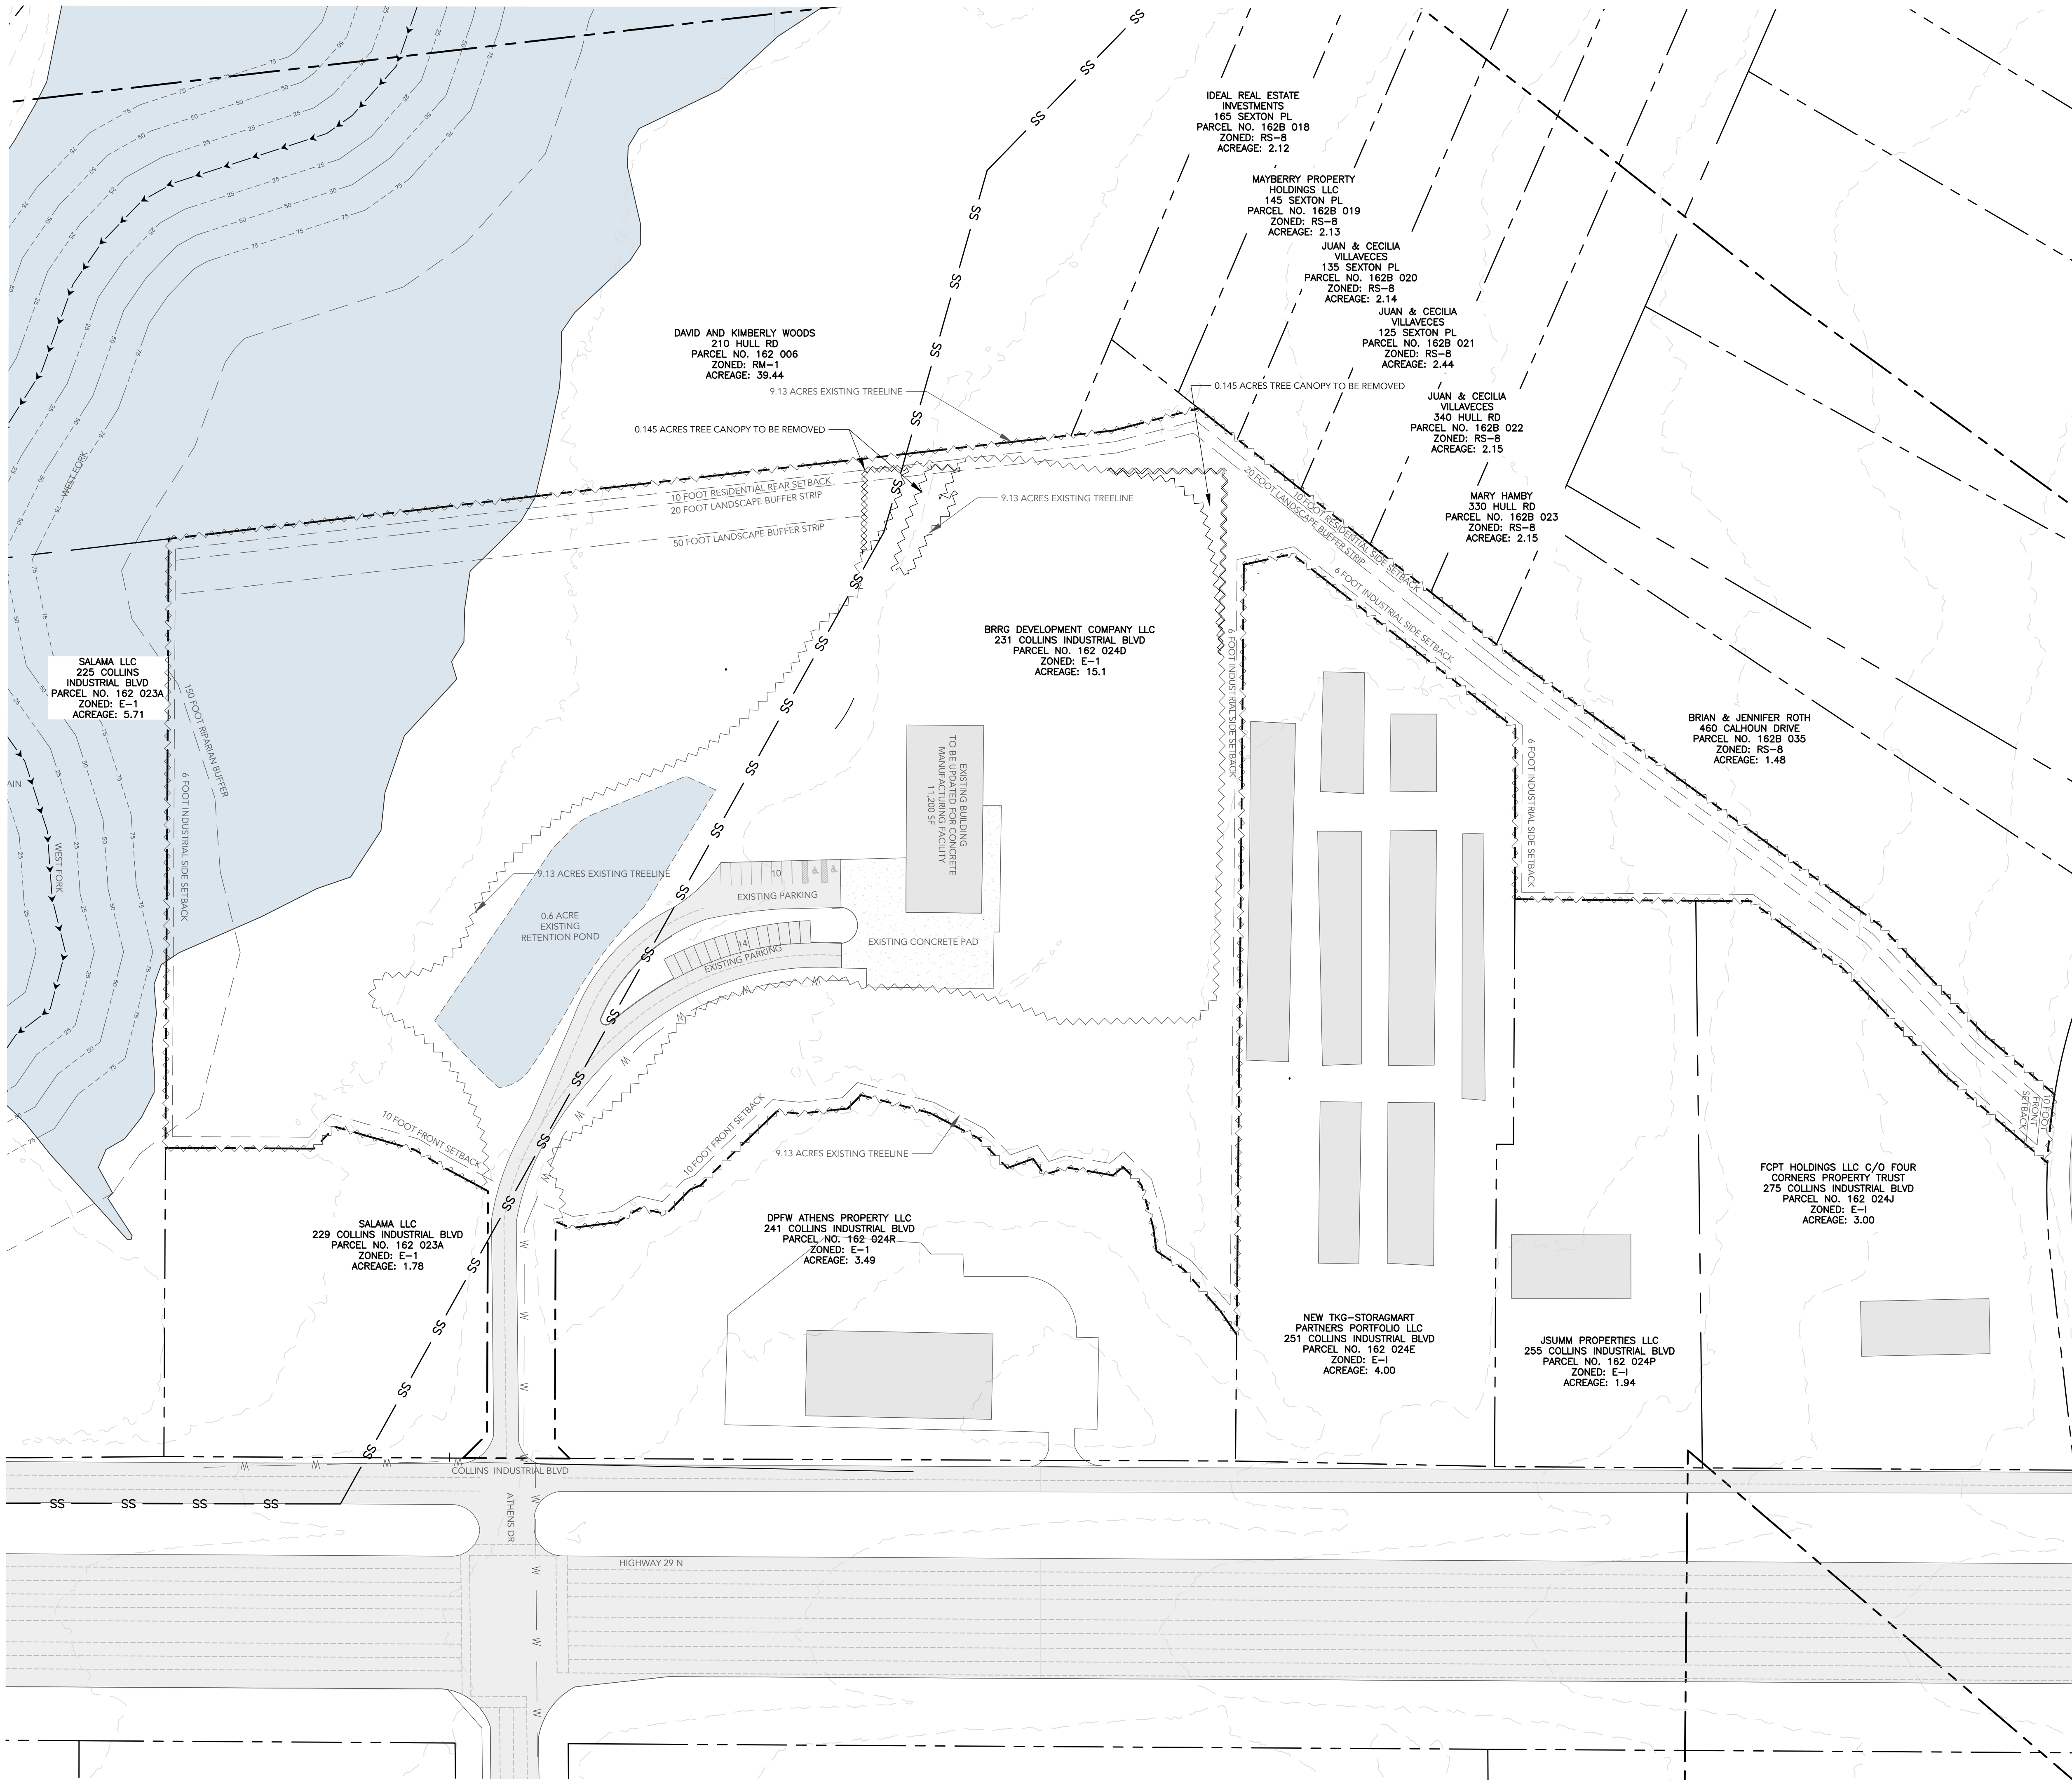 IDEAL REAL ESTATE
INVESTMENTS
165 SEXTON PL
PARCEL NO. 162B 018
ZONED: RS-8
ACREAGE: 2.12
MAYBERRY PROPERTY
HOLDINGS LLC
145 SEXTON PL
PARCEL NO. 162B 019
ZONED: RS-8
ACREAGE: 2.13
JUAN & CECILIA
VILLAVECES
135 SEXTON PL
PARCEL NO. 162B 020
ZONED: RS-8
ACREAGE: 2.14
JUAN & CECILIA
VILLAVECES
125 SEXTON PL
PARCEL NO. 162B 021
ZONED: RS-8
ACREAGE: 2.44
DAVID AND KIMBERLY WOODS
210 HULL RD
PARCEL NO. 162 006
ZONED: RM-1
ACREAGE: 39.44
9.13 ACRES EXISTING TREELINE
0.145 ACRES TREE CANOPY TO BE REMOVED
JUAN & CECILIA
VILLAVECES
340 HULL RD
PARCEL NO. 162B 022
ZONED: RS-8
ACREAGE: 2.15
0.145 ACRES TREE CANOPY TO BE REMOVED
MARY HAMBY
330 HULL RD
PARCEL NO. 162B 023
ZONED: RS-8
ACREAGE: 2.15
WEST FORK
10 FOOT RESIDENTIAL REAR SETBACK
20 FOOT LANDSCAPE BUFFER STRIP
50 FOOT LANDSCAPE BUFFER STRIP
9.13 ACRES EXISTING TREELINE
10 FOOT RESIDENTIAL SIDE SETBACK
20 FOOT LANDSCAPE BUFFER STRIP
6 FOOT INDUSTRIAL SIDE SETBACK
BRRG DEVELOPMENT COMPANY LLC
231 COLLINS INDUSTRIAL BLVD
PARCEL NO. 162 024D
ZONED: E-1
ACREAGE: 15.1
6 FOOT INDUSTRIAL SIDE SETBACK
SALAMA LLC
225 COLLINS
INDUSTRIAL BLVD
PARCEL NO. 162 023A
ZONED: E-1
ACREAGE: 5.71
150 FOOT RIPARIAN BUFFER
6 FOOT INDUSTRIAL SIDE SETBACK
AIN
WEST FORK
BRIAN & JENNIFER ROTH
460 CALHOUN DRIVE
PARCEL NO. 162B 035
ZONED: RS-8
ACREAGE: 1.48
6 FOOT INDUSTRIAL SIDE SETBACK
EXISTING BUILDING
TO BE UPDATED FOR CONCRETE
MANUFACTURING FACILITY
11,200 SF
9.13 ACRES EXISTING TREELINE
0.6 ACRE
EXISTING
RETENTION POND
10
EXISTING PARKING
14
EXISTING PARKING
EXISTING CONCRETE PAD
10 FOOT FRONT SETBACK
10 FOOT FRONT SETBACK
9.13 ACRES EXISTING TREELINE
10 FOOT
FRONT
SETBACK
SALAMA LLC
229 COLLINS INDUSTRIAL BLVD
PARCEL NO. 162 023A
ZONED: E-1
ACREAGE: 1.78
DPFW ATHENS PROPERTY LLC
241 COLLINS INDUSTRIAL BLVD
PARCEL NO. 162 024R
ZONED: E-1
ACREAGE: 3.49
FCPT HOLDINGS LLC C/O FOUR
CORNERS PROPERTY TRUST
275 COLLINS INDUSTRIAL BLVD
PARCEL NO. 162 024J
ZONED: E-I
ACREAGE: 3.00
NEW TKG-STORAGMART
PARTNERS PORTFOLIO LLC
251 COLLINS INDUSTRIAL BLVD
PARCEL NO. 162 024E
ZONED: E-I
ACREAGE: 4.00
JSUMM PROPERTIES LLC
255 COLLINS INDUSTRIAL BLVD
PARCEL NO. 162 024P
ZONED: E-I
ACREAGE: 1.94
COLLINS INDUSTRIAL BLVD
SS SS SS SS
ATHENS DR
HIGHWAY 29 N